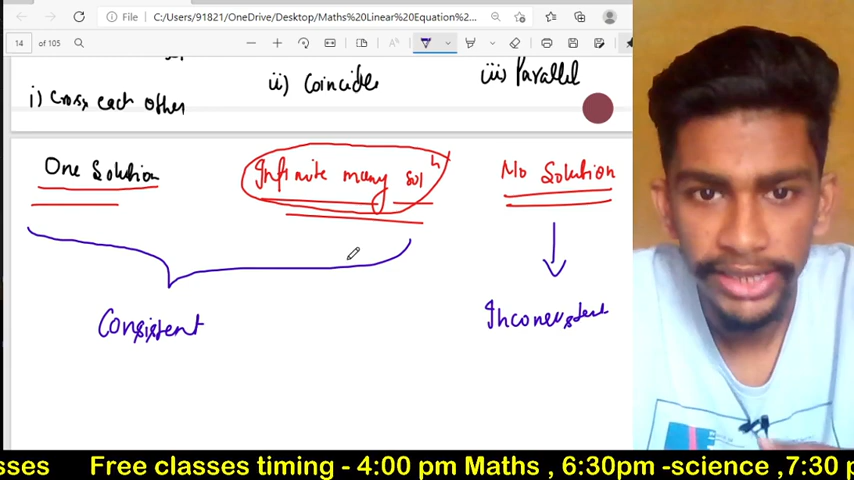 File
C:/Users/91821/OneDrive/Desktop/Maths%20Linear%20Equation%2...
14 of 105
i) Cross each other
ii) Coincide
iii) Parallel
One Solution
Infinite many solⁿ
No Solution
Consistent
Inconsistent
sses Free classes timing - 4:00 pm Maths , 6:30pm -science ,7:30 p